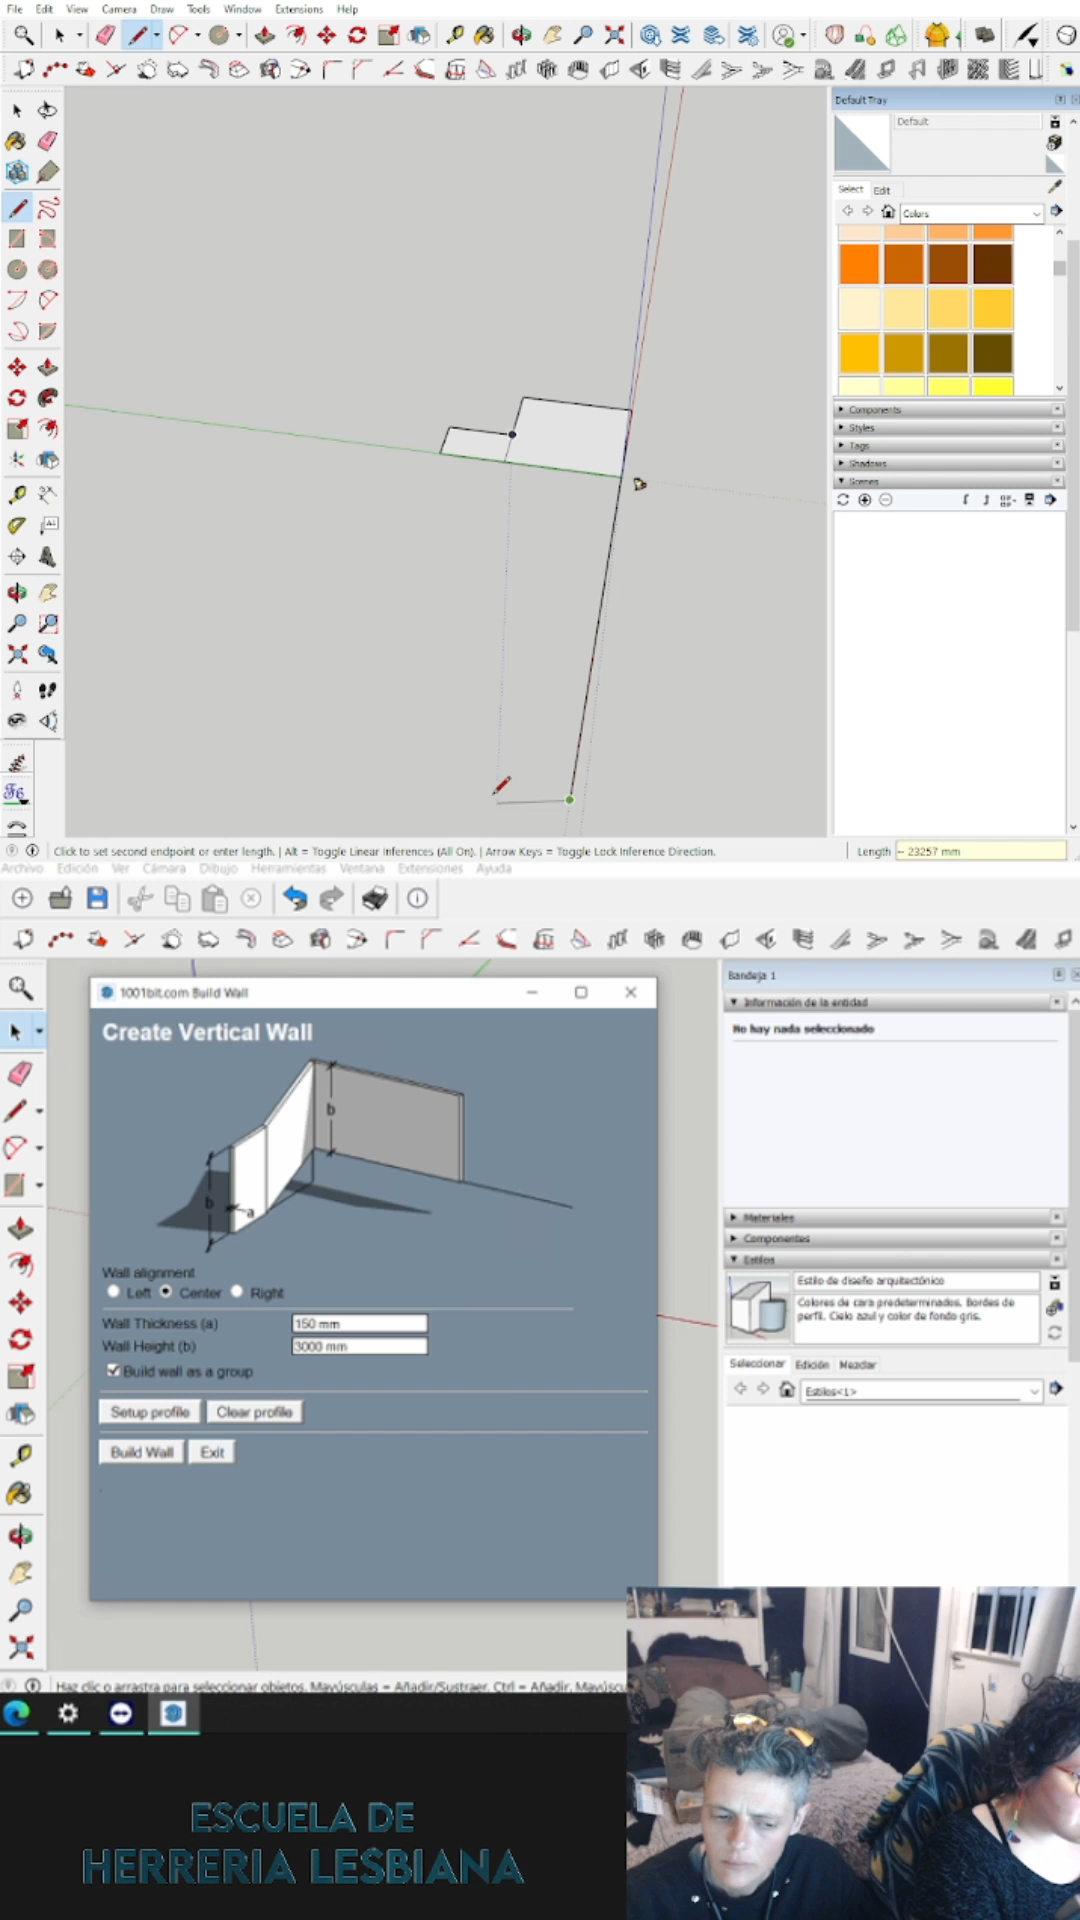 File Edit View Camera Draw Tools Window Extensions Help
Default Tray
Default
Select Edit
Colors
Components
Styles
Tags
Shadows
Scenes
Click to set second endpoint or enter length. | Alt = Toggle Linear Inferences (All On). | Arrow Keys = Toggle Lock Inference Direction.
Length ~ 23257 mm
Archivo Edición Ver Cámara Dibujo Herramientas Ventana Extensiones Ayuda
1001bit.com Build Wall
Create Vertical Wall
b
b
a
Wall alignment
Left Center Right
Wall Thickness (a) 150 mm
Wall Height (b) 3000 mm
Build wall as a group
Setup profile Clear profile
Build Wall Exit
Bandeja 1
Información de la entidad
No hay nada seleccionado
Materiales
Componentes
Estilos
Estilo de diseño arquitectónico
Colores de cara predeterminados. Bordes de
perfil. Cielo azul y color de fondo gris.
Seleccionar Edición Mezclar
Estilos<1>
Haz clic o arrastra para seleccionar objetos. Mayúsculas = Añadir/Sustraer. Ctrl = Añadir. Mayúscu
ESCUELA DE
HERRERIA LESBIANA